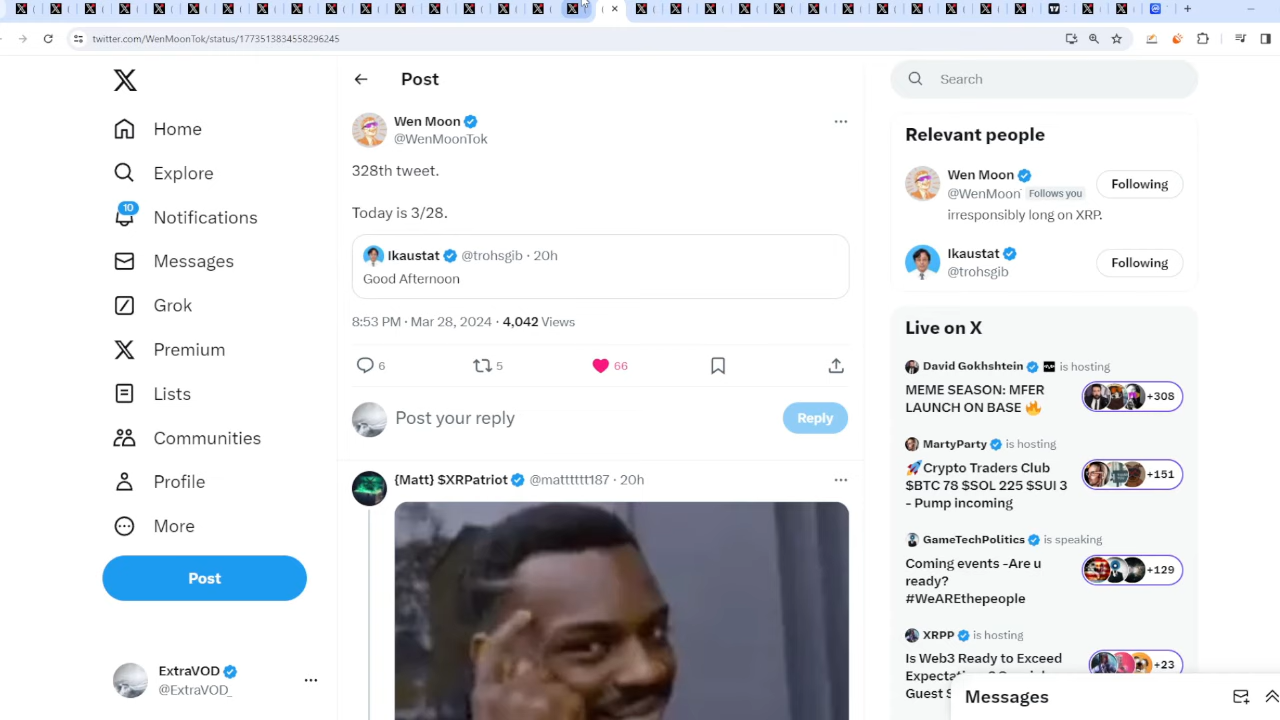 twitter.com/WenMoonTok/status/1773513834558296245
Home
Explore
10
Notifications
Messages
Grok
Premium
Lists
Communities
Profile
More
Post
ExtraVOD
@ExtraVOD_
Post
Wen Moon
@WenMoonTok
328th tweet.
Today is 3/28.
Ikaustat @trohsgib · 20h
Good Afternoon
8:53 PM · Mar 28, 2024 · 4,042 Views
6 5 66
Post your reply
Reply
{Matt} $XRPatriot @mattttt187 · 20h
Search
Relevant people
Wen Moon
@WenMoon Follows you
Following
irresponsibly long on XRP.
Ikaustat
@trohsgib
Following
Live on X
David Gokhshtein is hosting
MEME SEASON: MFER
LAUNCH ON BASE 🔥
+308
MartyParty is hosting
🚀Crypto Traders Club
$BTC 78 $SOL 225 $SUI 3
- Pump incoming
+151
GameTechPolitics is speaking
Coming events -Are u
ready?
#WeAREthepeople
+129
XRPP is hosting
Is Web3 Ready to Exceed
+23
Guest
Messages